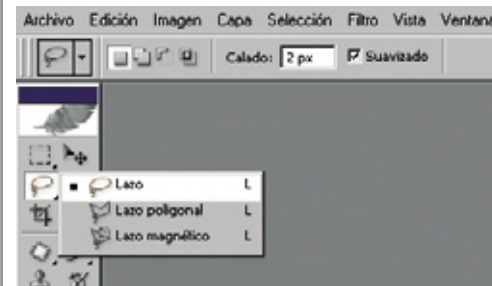 Archivo Edición Imagen Capa Selección Filtro Vista Ventana
Calado: 2 px Suavizado
Lazo L
Lazo poligonal L
Lazo magnético L